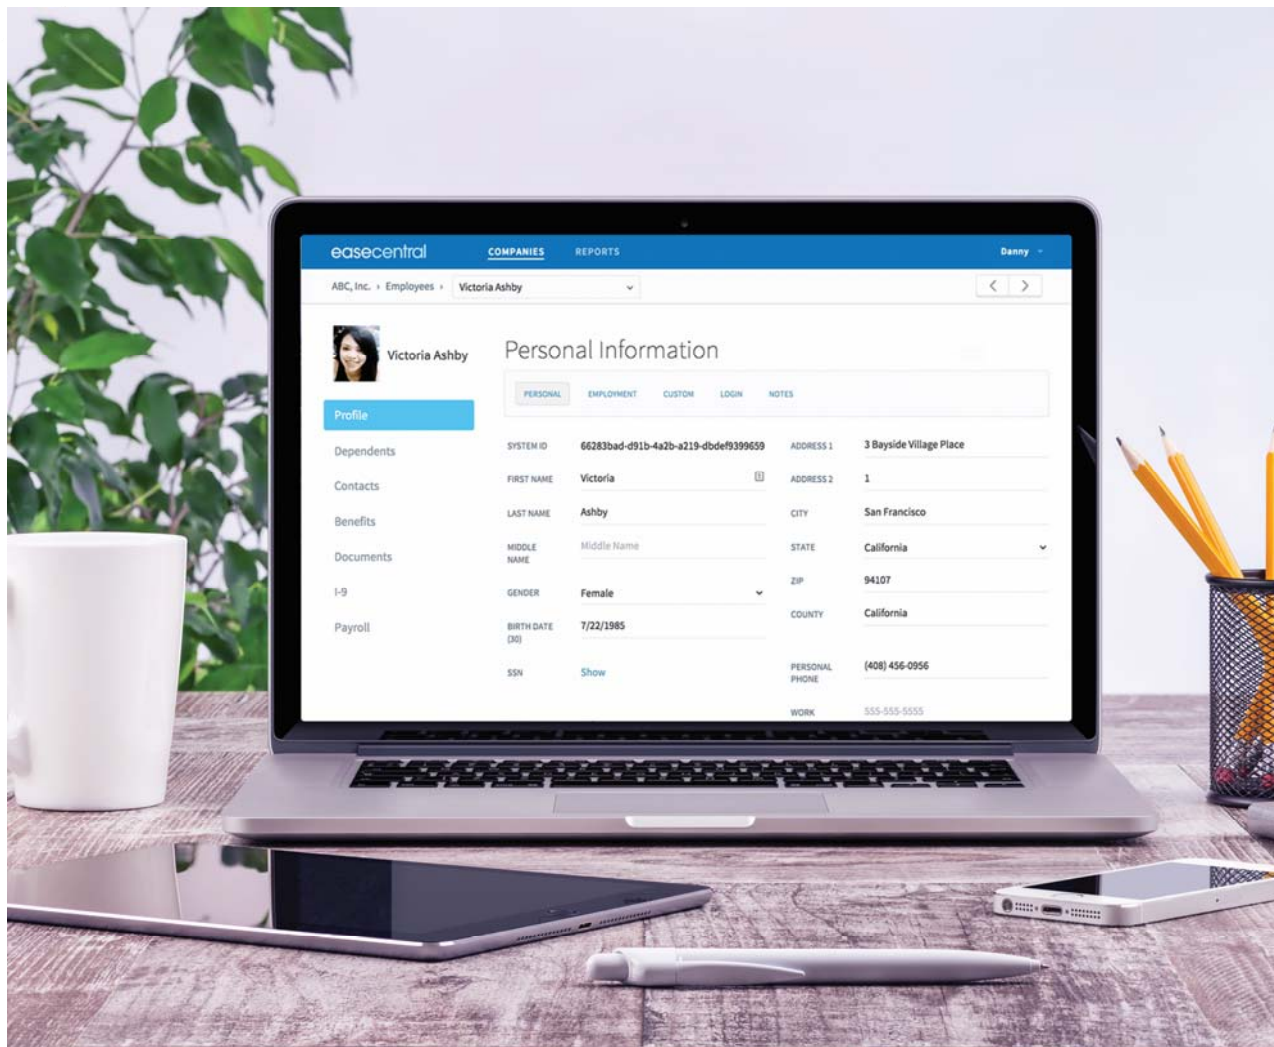 easecentral COMPANIES REPORTS Danny
ABC, Inc. › Employees › Victoria Ashby
Victoria Ashby
Profile
Dependents
Contacts
Benefits
Documents
I-9
Payroll
Personal Information
PERSONAL EMPLOYMENT CUSTOM LOGIN NOTES
SYSTEM ID 66283bad-d91b-4a2b-a219-dbdef9399659
FIRST NAME Victoria
LAST NAME Ashby
MIDDLE NAME Middle Name
GENDER Female
BIRTH DATE (30) 7/22/1985
SSN Show
ADDRESS 1 3 Bayside Village Place
ADDRESS 2 1
CITY San Francisco
STATE California
ZIP 94107
COUNTY California
PERSONAL PHONE (408) 456-0956
WORK 555-555-5555